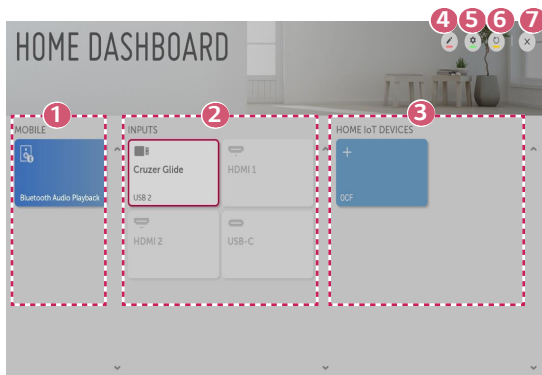 HOME DASHBOARD
4 5 6 7
1 2 3
MOBILE INPUTS HOME IoT DEVICES
Cruzer Glide HDMI 1
Bluetooth Audio Playback USB 2 OCF
HDMI 2 USB-C